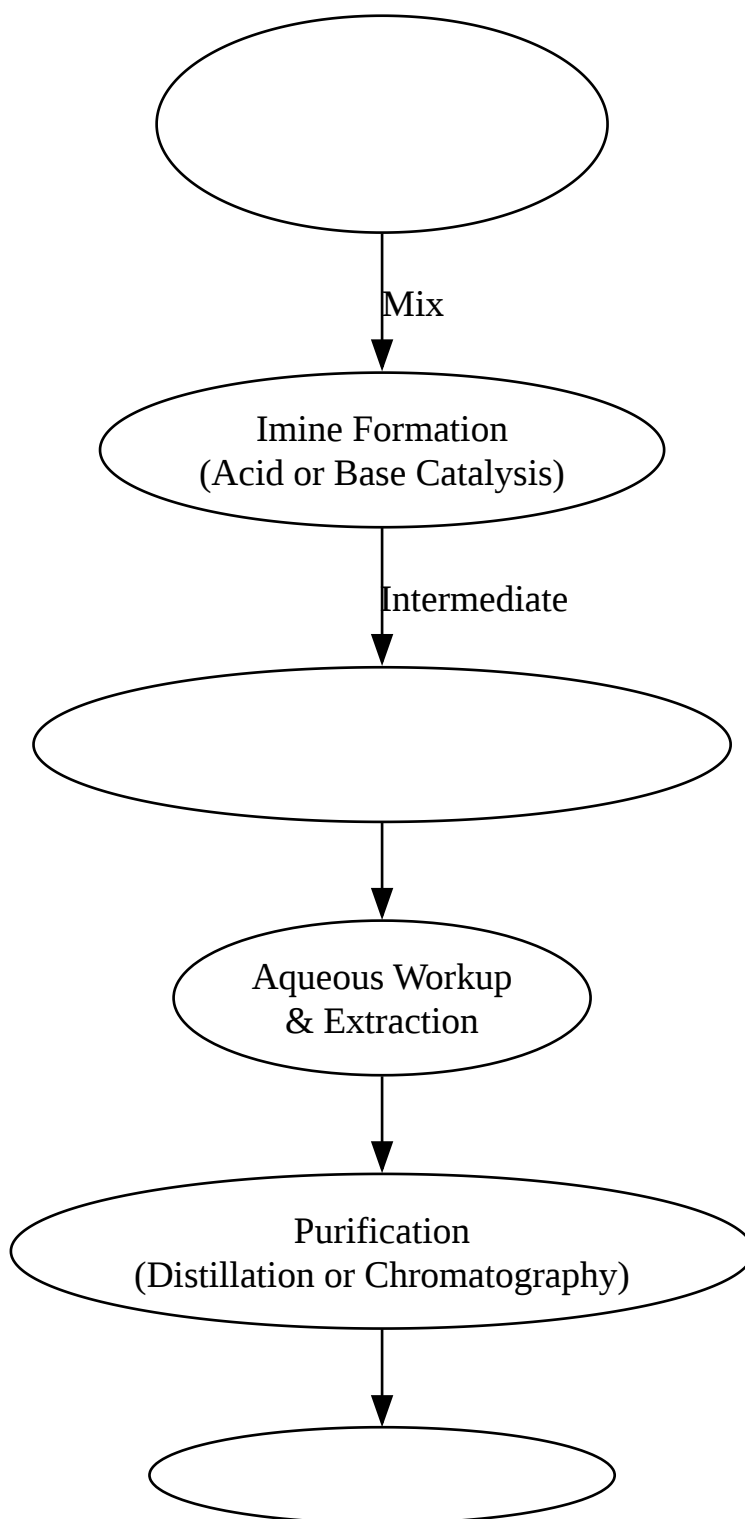 Mix
Imine Formation
(Acid or Base Catalysis)
Intermediate
Aqueous Workup
& Extraction
Purification
(Distillation or Chromatography)